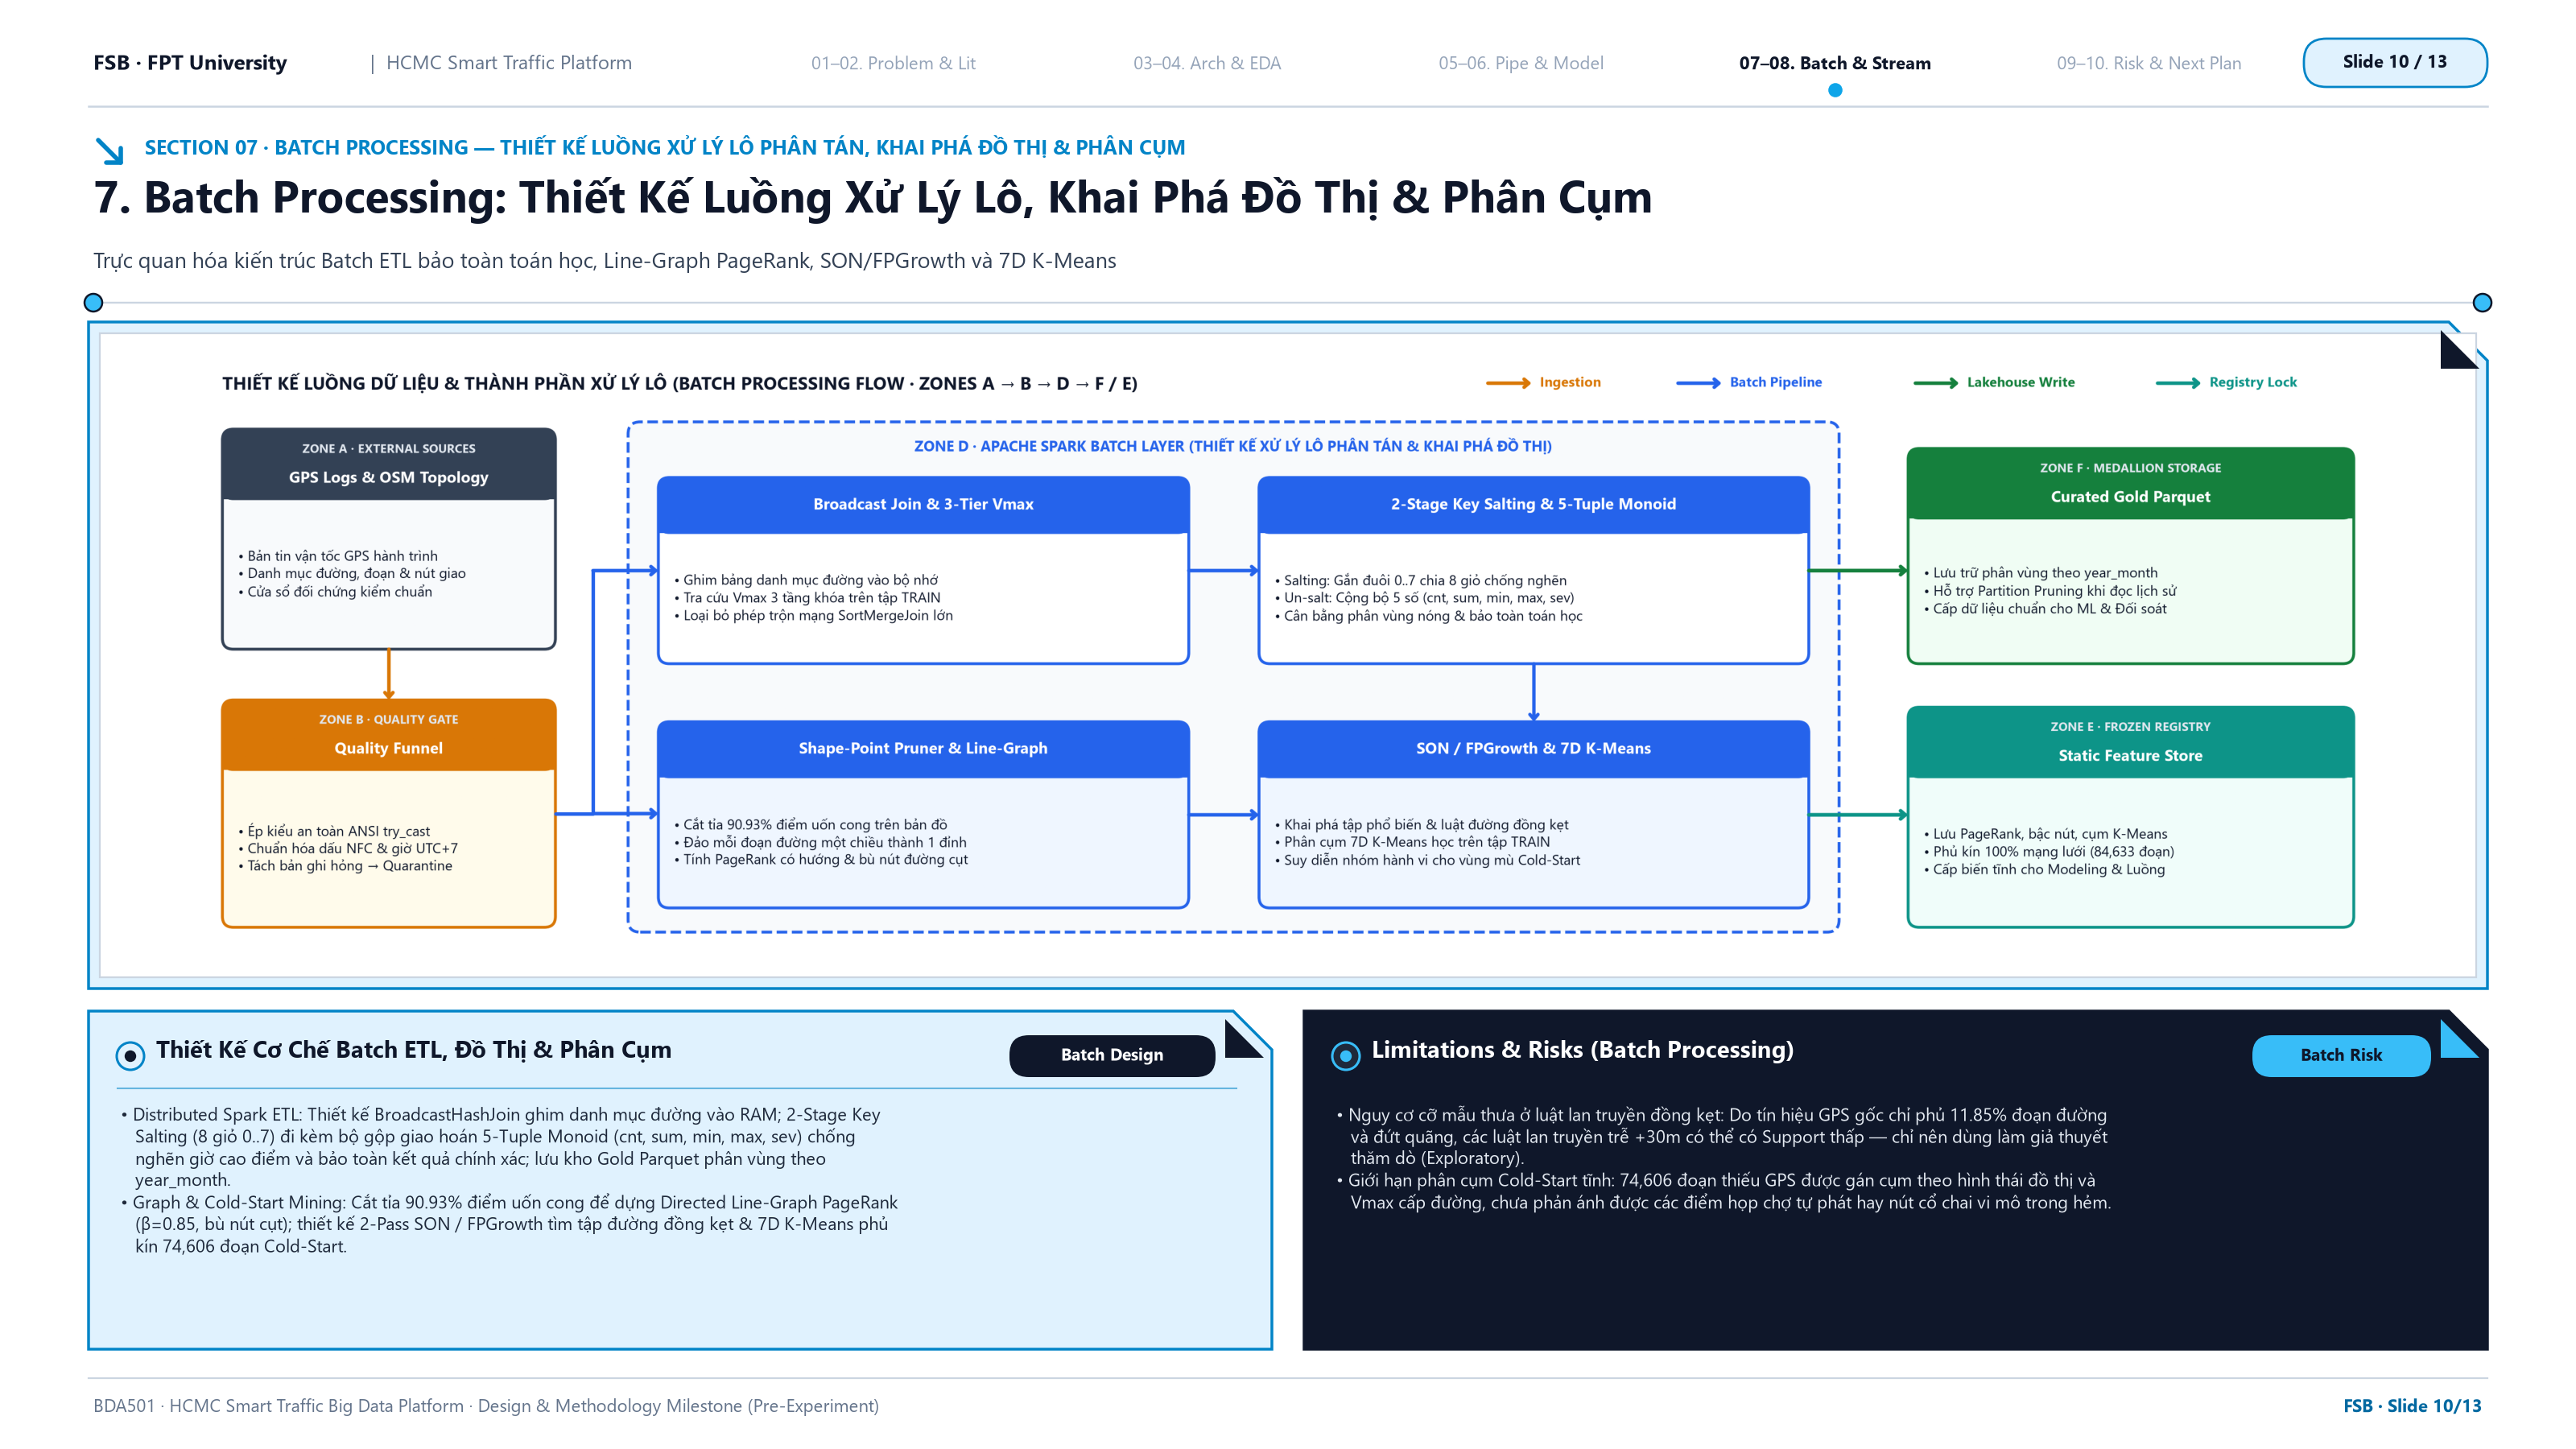 FSB · FPT University | HCMC Smart Traffic Platform 01–02. Problem & Lit 03–04. Arch & EDA 05–06. Pipe & Model 07–08. Batch & Stream 09–10. Risk & Next Plan Slide 10 / 13
SECTION 07 · BATCH PROCESSING — THIẾT KẾ LUỒNG XỬ LÝ LÔ PHÂN TÁN, KHAI PHÁ ĐỒ THỊ & PHÂN CỤM
7. Batch Processing: Thiết Kế Luồng Xử Lý Lô, Khai Phá Đồ Thị & Phân Cụm
Trực quan hóa kiến trúc Batch ETL bảo toàn toán học, Line-Graph PageRank, SON/FPGrowth và 7D K-Means
THIẾT KẾ LUỒNG DỮ LIỆU & THÀNH PHẦN XỬ LÝ LÔ (BATCH PROCESSING FLOW · ZONES A → B → D → F / E)
Ingestion
Batch Pipeline
Lakehouse Write
Registry Lock
ZONE A · EXTERNAL SOURCES
GPS Logs & OSM Topology
• Bản tin vận tốc GPS hành trình
• Danh mục đường, đoạn & nút giao
• Cửa sổ đối chứng kiểm chuẩn
ZONE B · QUALITY GATE
Quality Funnel
• Ép kiểu an toàn ANSI try_cast
• Chuẩn hóa dấu NFC & giờ UTC+7
• Tách bản ghi hỏng → Quarantine
ZONE D · APACHE SPARK BATCH LAYER (THIẾT KẾ XỬ LÝ LÔ PHÂN TÁN & KHAI PHÁ ĐỒ THỊ)
Broadcast Join & 3-Tier Vmax
• Ghim bảng danh mục đường vào bộ nhớ
• Tra cứu Vmax 3 tầng khóa trên tập TRAIN
• Loại bỏ phép trộn mạng SortMergeJoin lớn
2-Stage Key Salting & 5-Tuple Monoid
• Salting: Gắn đuôi 0..7 chia 8 giỏ chống nghẽn
• Un-salt: Cộng bộ 5 số (cnt, sum, min, max, sev)
• Cân bằng phân vùng nóng & bảo toàn toán học
Shape-Point Pruner & Line-Graph
• Cắt tỉa 90.93% điểm uốn cong trên bản đồ
• Đảo mỗi đoạn đường một chiều thành 1 đỉnh
• Tính PageRank có hướng & bù nút đường cụt
SON / FPGrowth & 7D K-Means
• Khai phá tập phổ biến & luật đường đồng kẹt
• Phân cụm 7D K-Means học trên tập TRAIN
• Suy diễn nhóm hành vi cho vùng mù Cold-Start
ZONE F · MEDALLION STORAGE
Curated Gold Parquet
• Lưu trữ phân vùng theo year_month
• Hỗ trợ Partition Pruning khi đọc lịch sử
• Cấp dữ liệu chuẩn cho ML & Đối soát
ZONE E · FROZEN REGISTRY
Static Feature Store
• Lưu PageRank, bậc nút, cụm K-Means
• Phủ kín 100% mạng lưới (84,633 đoạn)
• Cấp biến tĩnh cho Modeling & Luồng
Thiết Kế Cơ Chế Batch ETL, Đồ Thị & Phân Cụm
Batch Design
• Distributed Spark ETL: Thiết kế BroadcastHashJoin ghim danh mục đường vào RAM; 2-Stage Key
Salting (8 giỏ 0..7) đi kèm bộ gộp giao hoán 5-Tuple Monoid (cnt, sum, min, max, sev) chống
nghẽn giờ cao điểm và bảo toàn kết quả chính xác; lưu kho Gold Parquet phân vùng theo
year_month.
• Graph & Cold-Start Mining: Cắt tỉa 90.93% điểm uốn cong để dựng Directed Line-Graph PageRank
(β=0.85, bù nút cụt); thiết kế 2-Pass SON / FPGrowth tìm tập đường đồng kẹt & 7D K-Means phủ
kín 74,606 đoạn Cold-Start.
Limitations & Risks (Batch Processing)
Batch Risk
• Nguy cơ cỡ mẫu thưa ở luật lan truyền đồng kẹt: Do tín hiệu GPS gốc chỉ phủ 11.85% đoạn đường
và đứt quãng, các luật lan truyền trễ +30m có thể có Support thấp — chỉ nên dùng làm giả thuyết
thăm dò (Exploratory).
• Giới hạn phân cụm Cold-Start tĩnh: 74,606 đoạn thiếu GPS được gán cụm theo hình thái đồ thị và
Vmax cấp đường, chưa phản ánh được các điểm họp chợ tự phát hay nút cổ chai vi mô trong hẻm.
BDA501 · HCMC Smart Traffic Big Data Platform · Design & Methodology Milestone (Pre-Experiment)
FSB · Slide 10/13